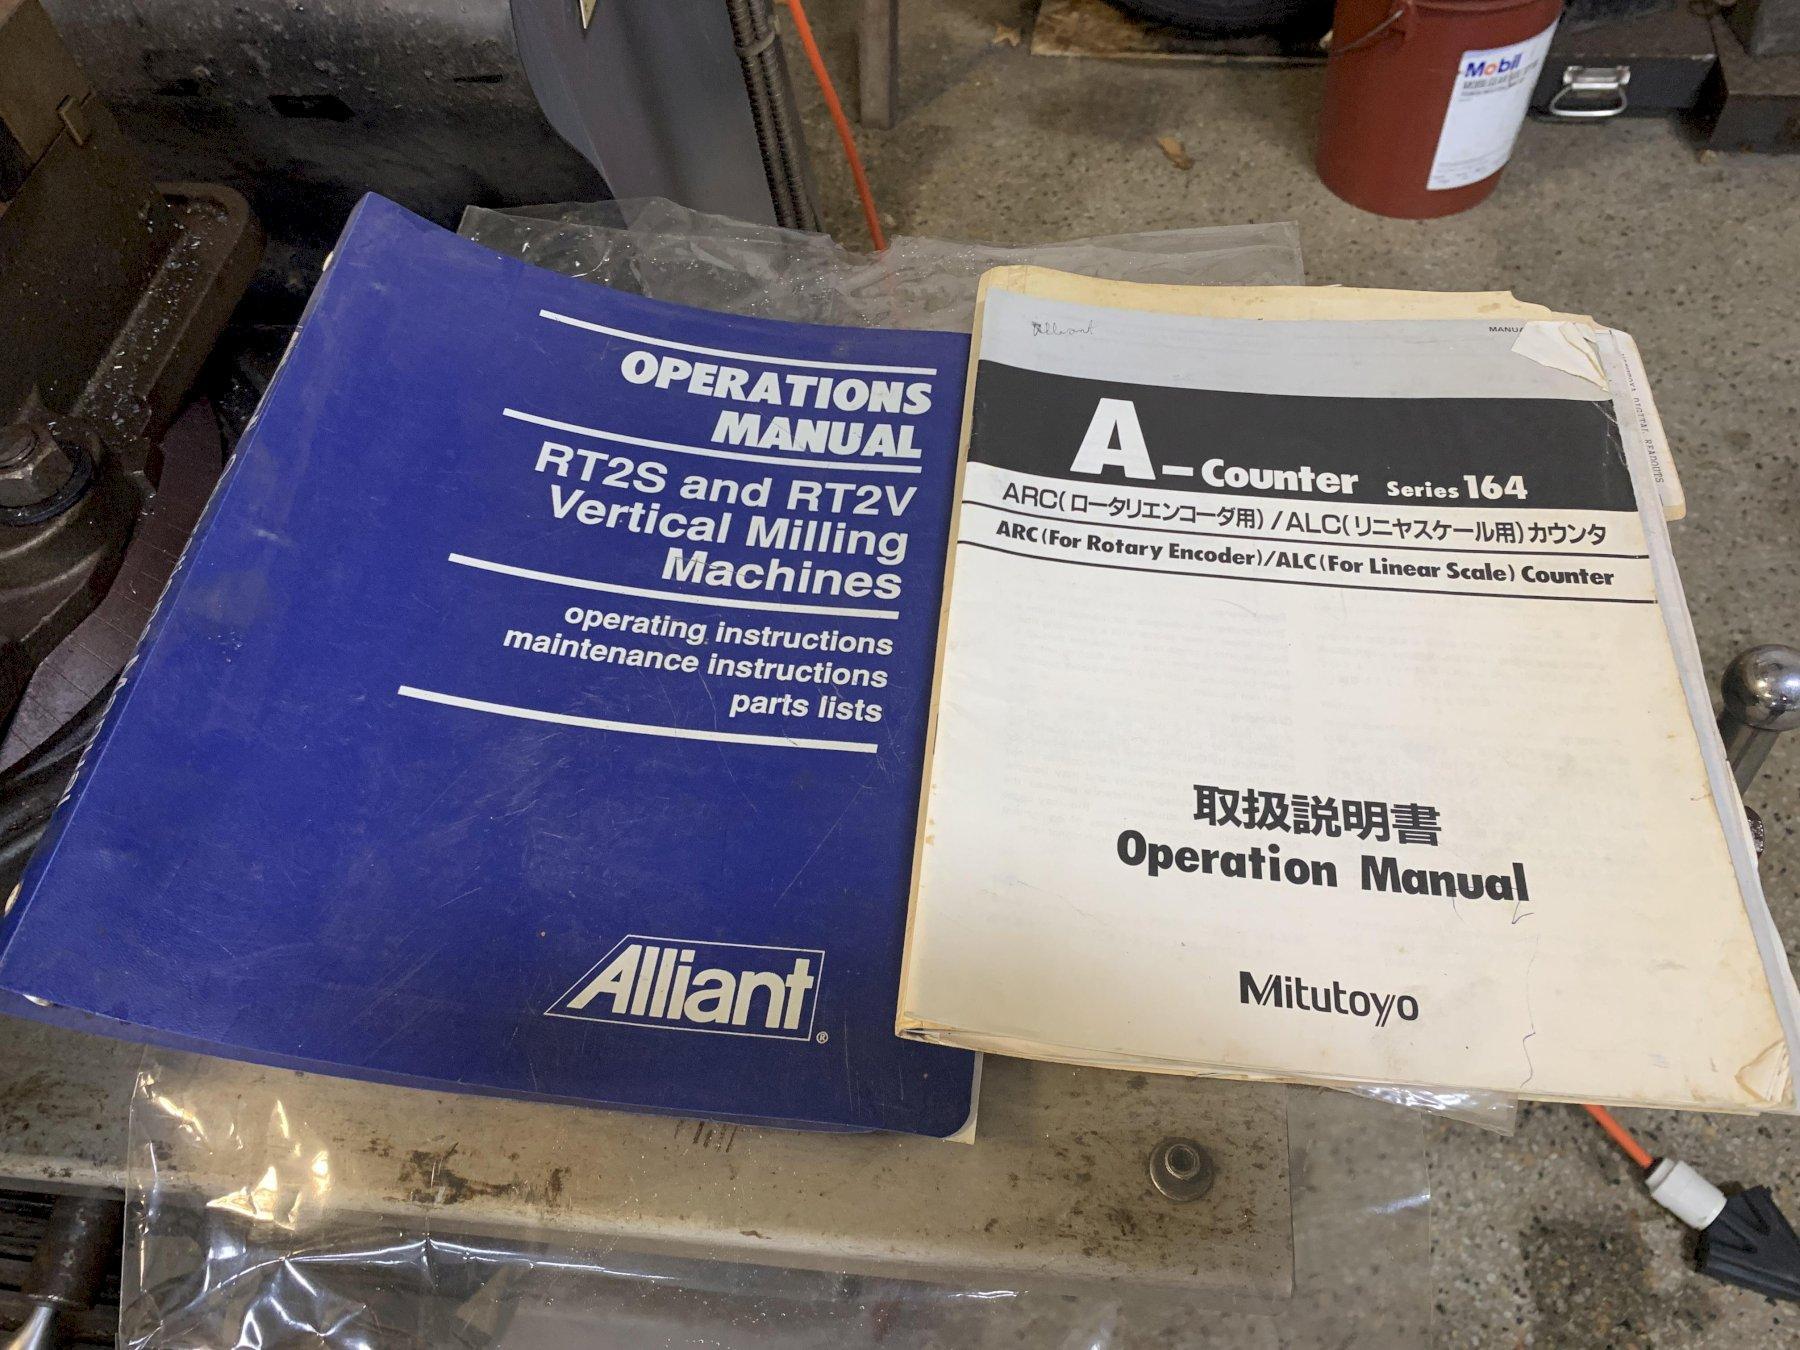 OPERATIONS
MANUAL
RT2S and RT2V
Vertical Milling
Machines
operating instructions
maintenance instructions
parts lists
Alliant®
Alliant
A-Counter Series 164
ARC(ロータリエンコーダ用)/ALC(リニヤスケール用)カウンタ
ARC(For Rotary Encoder)/ALC(For Linear Scale) Counter
取扱説明書
Operation Manual
Mitutoyo
DIGITAL READOUTS
Mobil